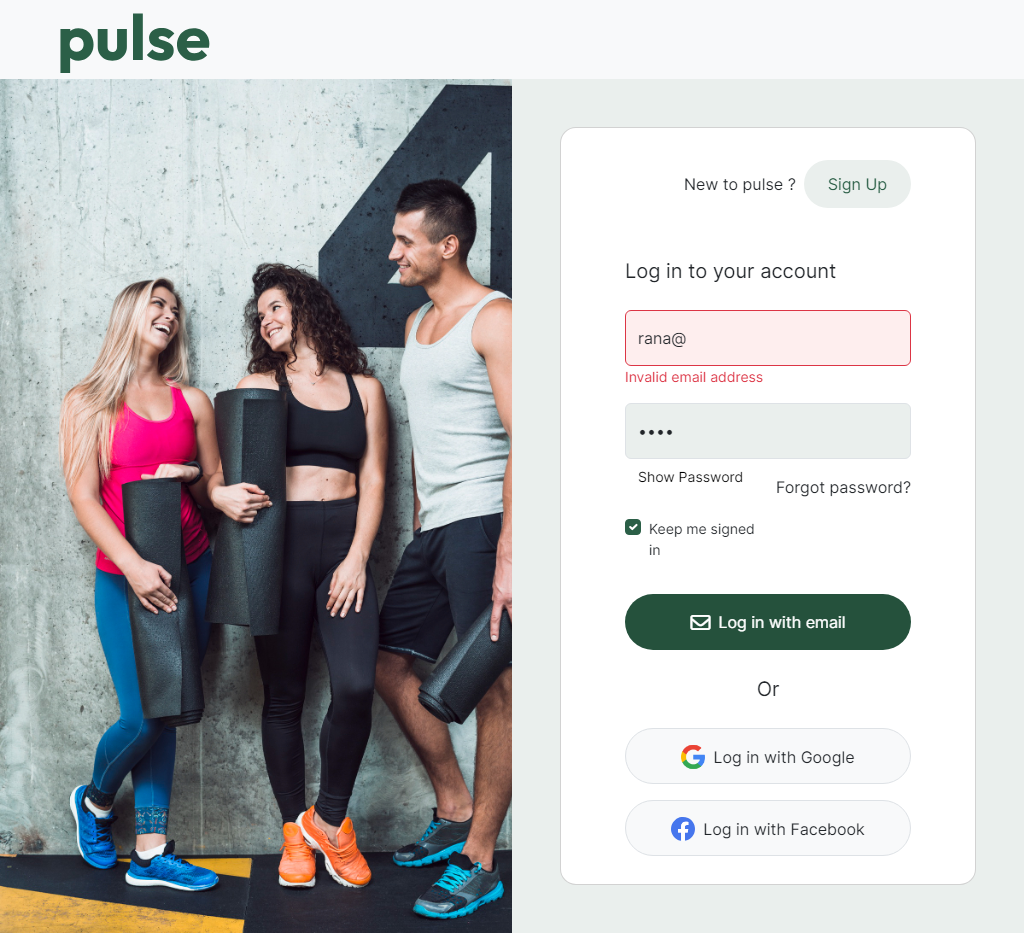 pulse
4
New to pulse ? Sign Up
Log in to your account
rana@
Invalid email address
••••
Show Password
Forgot password?
Keep me signed
in
Log in with email
Or
Log in with Google
Log in with Facebook